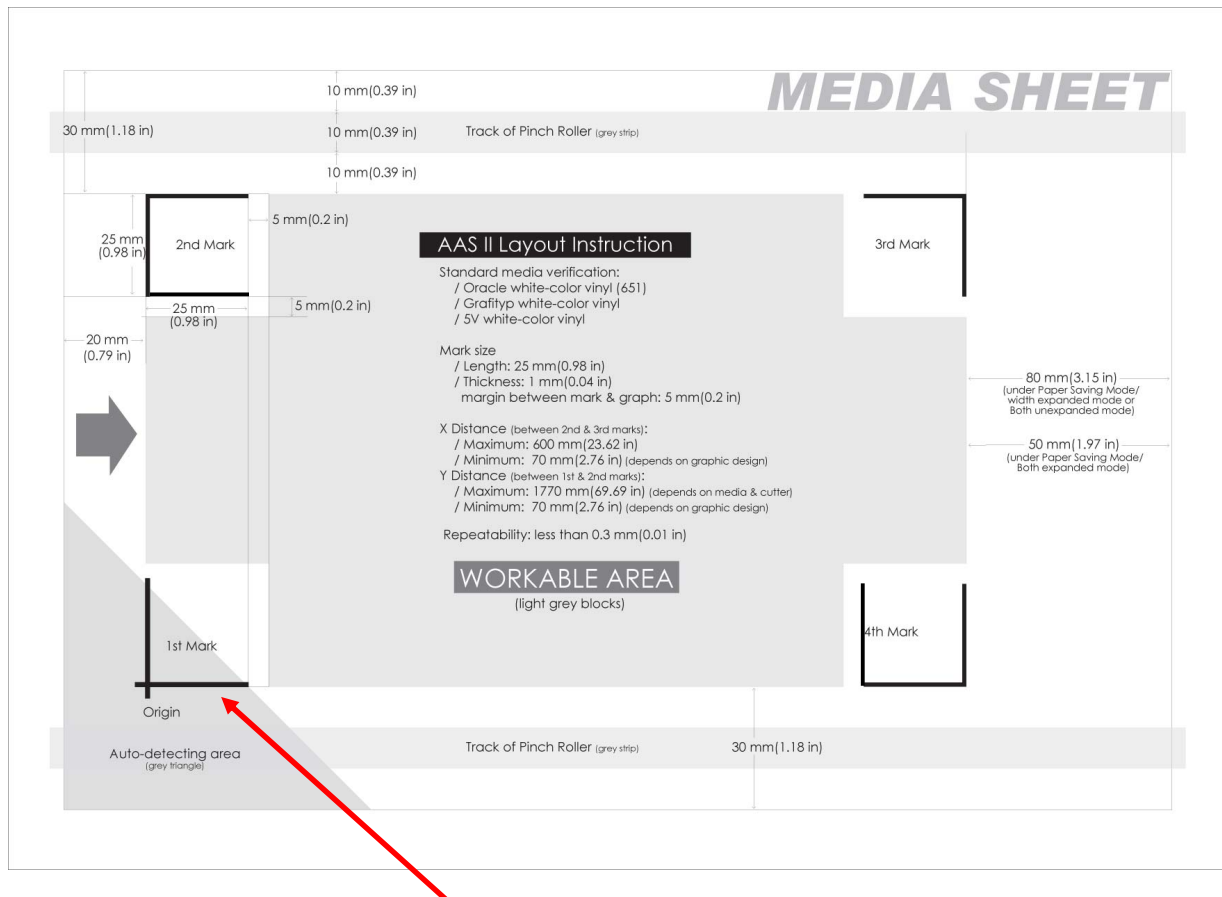 MEDIA SHEET
10 mm(0.39 in)
30 mm(1.18 in)
10 mm(0.39 in)
Track of Pinch Roller (grey strip)
10 mm(0.39 in)
5 mm(0.2 in)
25 mm
(0.98 in)
2nd Mark
AAS II Layout Instruction
3rd Mark
Standard media verification:
/ Oracle white-color vinyl (651)
/ Grafityp white-color vinyl
/ 5V white-color vinyl
25 mm
(0.98 in)
5 mm(0.2 in)
20 mm
(0.79 in)
Mark size
/ Length: 25 mm(0.98 in)
/ Thickness: 1 mm(0.04 in)
margin between mark & graph: 5 mm(0.2 in)
80 mm(3.15 in)
(under Paper Saving Mode/
width expanded mode or
Both unexpanded mode)
X Distance (between 2nd & 3rd marks):
/ Maximum: 600 mm(23.62 in)
/ Minimum: 70 mm(2.76 in) (depends on graphic design)
Y Distance (between 1st & 2nd marks):
/ Maximum: 1770 mm(69.69 in) (depends on media & cutter)
/ Minimum: 70 mm(2.76 in) (depends on graphic design)
50 mm(1.97 in)
(under Paper Saving Mode/
Both expanded mode)
Repeatability: less than 0.3 mm(0.01 in)
WORKABLE AREA
(light grey blocks)
1st Mark
4th Mark
Origin
Auto-detecting area
(grey triangle)
Track of Pinch Roller (grey strip)
30 mm(1.18 in)